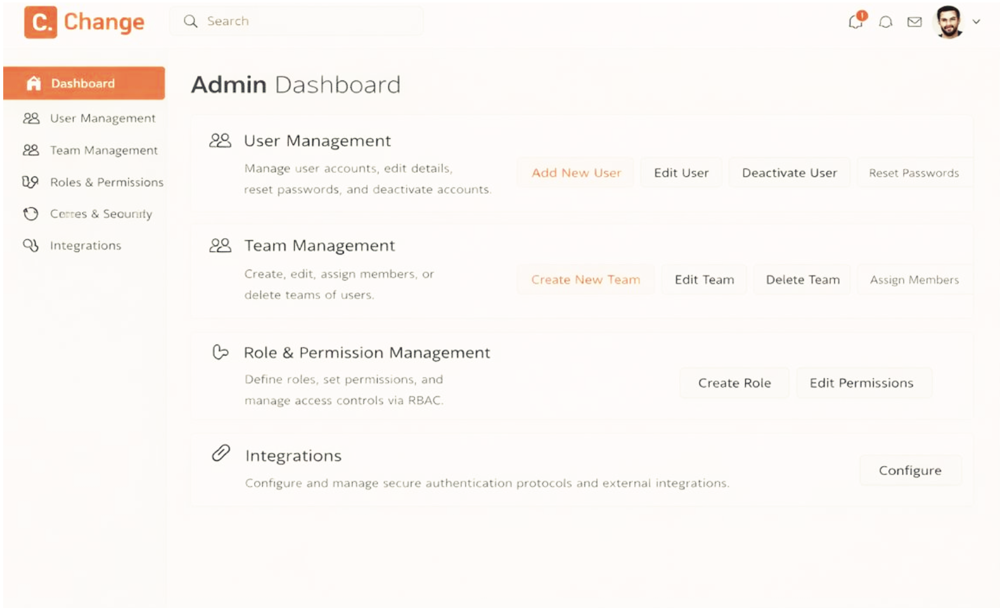 C. Change
Search
Dashboard
User Management
Team Management
Roles & Permissions
& Seounity
Integrations
Admin Dashboard
User Management
Manage user accounts, edit details,
reset passwords, and deactivate accounts.
Add New User
Edit User
Deactivate User
Reset Passwords
Team Management
Create, edit, assign members, or
delete teams of users.
Create New Team
Edit Team
Delete Team
Assign Members
Role & Permission Management
Define roles, set permissions, and
manage access controls via RBAC.
Create Role
Edit Permissions
Integrations
Configure and manage secure authentication protocols and external integrations.
Configure